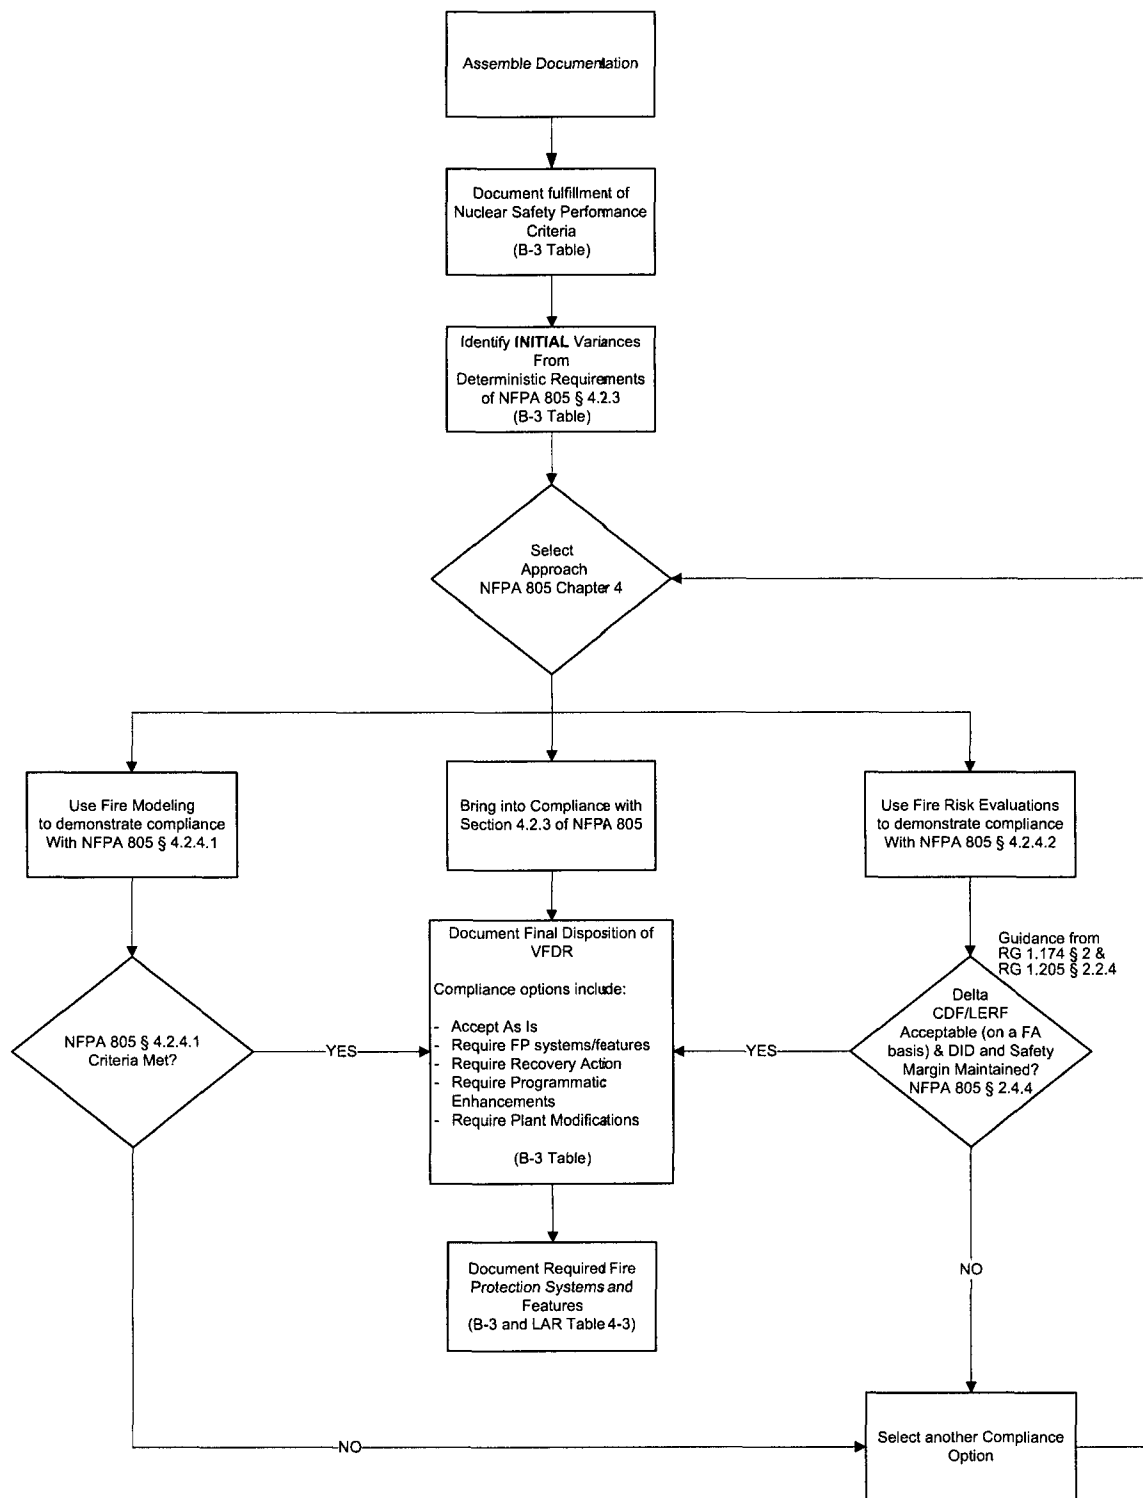 Assemble Documentation
Document fulfillment of
Nuclear Safety Performance
Criteria
(B-3 Table)
Identify INITIAL Variances
From
Deterministic Requirements
of NFPA 805 § 4.2.3
(B-3 Table)
Select
Approach
NFPA 805 Chapter 4
Use Fire Modeling
to demonstrate compliance
With NFPA 805 § 4.2.4.1
Bring into Compliance with
Section 4.2.3 of NFPA 805
Use Fire Risk Evaluations
to demonstrate compliance
With NFPA 805 § 4.2.4.2
NFPA 805 § 4.2.4.1
Criteria Met?
YES
Document Final Disposition of
VFDR
Compliance options include:
- Accept As Is
- Require FP systems/features
- Require Recovery Action
- Require Programmatic
Enhancements
- Require Plant Modifications
(B-3 Table)
YES
Guidance from
RG 1.174 § 2 &
RG 1.205 § 2.2.4
Delta
CDF/LERF
Acceptable (on a FA
basis) & DID and Safety
Margin Maintained?
NFPA 805 § 2.4.4
Document Required Fire
Protection Systems and
Features
(B-3 and LAR Table 4-3)
NO
NO
Select another Compliance
Option